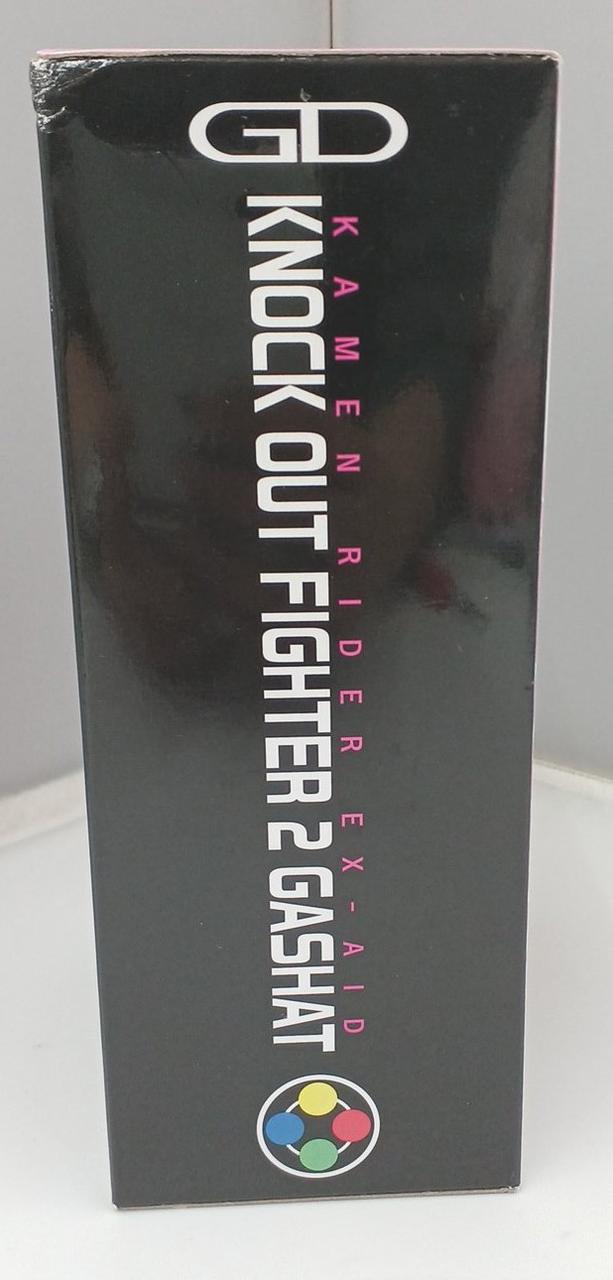 GD
KAMEN RIDER EX-AID
KNOCK OUT FIGHTER 2 GASHAT